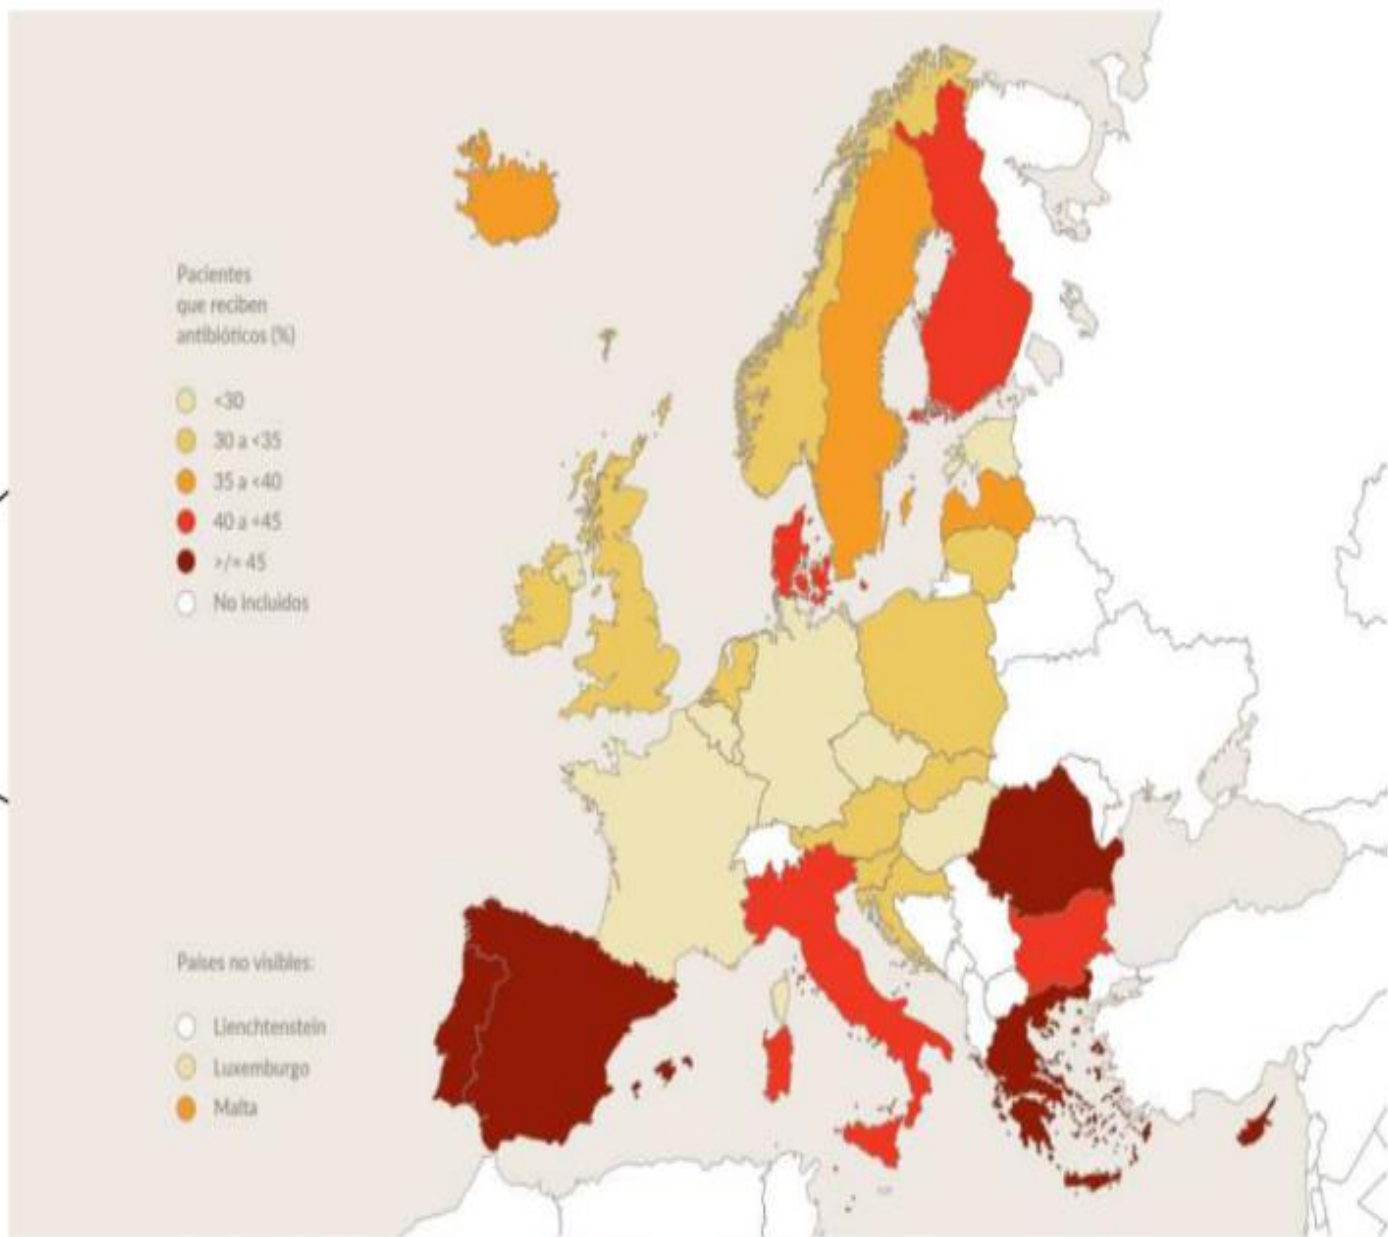 Pacientes
que reciben
antibióticos (%)
<30
30 a <35
35 a <40
40 a <45
>/= 45
No incluidos
Países no visibles:
Lienchtenstein
Luxemburgo
Malta